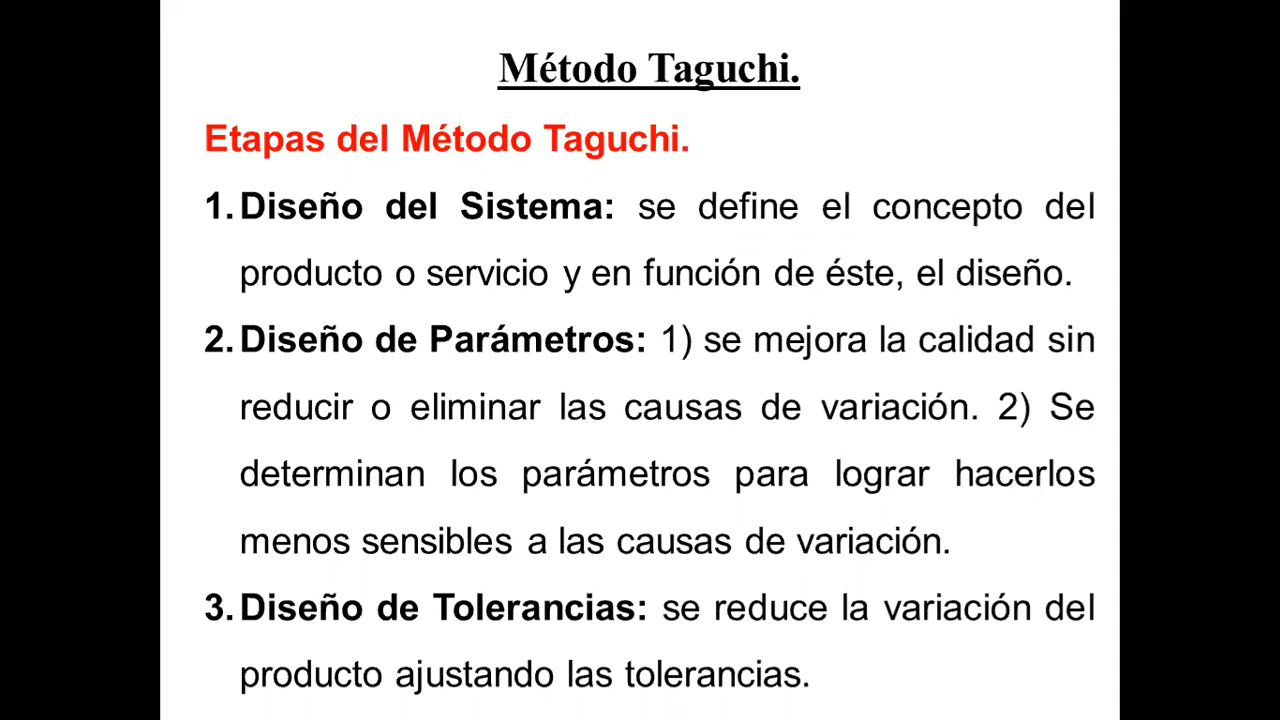 Método Taguchi.
Etapas del Método Taguchi.
1. Diseño del Sistema: se define el concepto del
producto o servicio y en función de éste, el diseño.
2. Diseño de Parámetros: 1) se mejora la calidad sin
reducir o eliminar las causas de variación. 2) Se
determinan los parámetros para lograr hacerlos
menos sensibles a las causas de variación.
3. Diseño de Tolerancias: se reduce la variación del
producto ajustando las tolerancias.